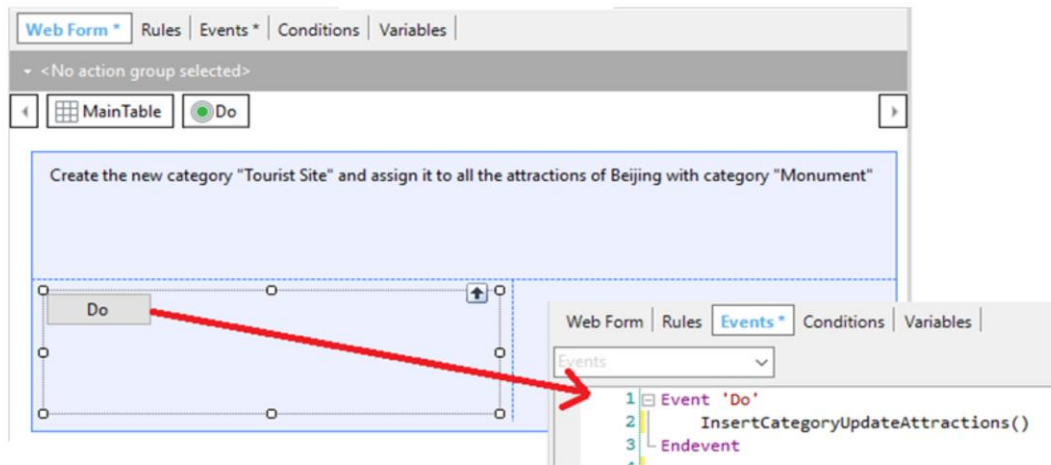 Web Form * Rules Events * Conditions Variables
<No action group selected>
MainTable Do
Create the new category "Tourist Site" and assign it to all the attractions of Beijing with category "Monument"
Do
Web Form Rules Events * Conditions Variables
Events
1 Event 'Do'
2 InsertCategoryUpdateAttractions()
3 Endevent
4